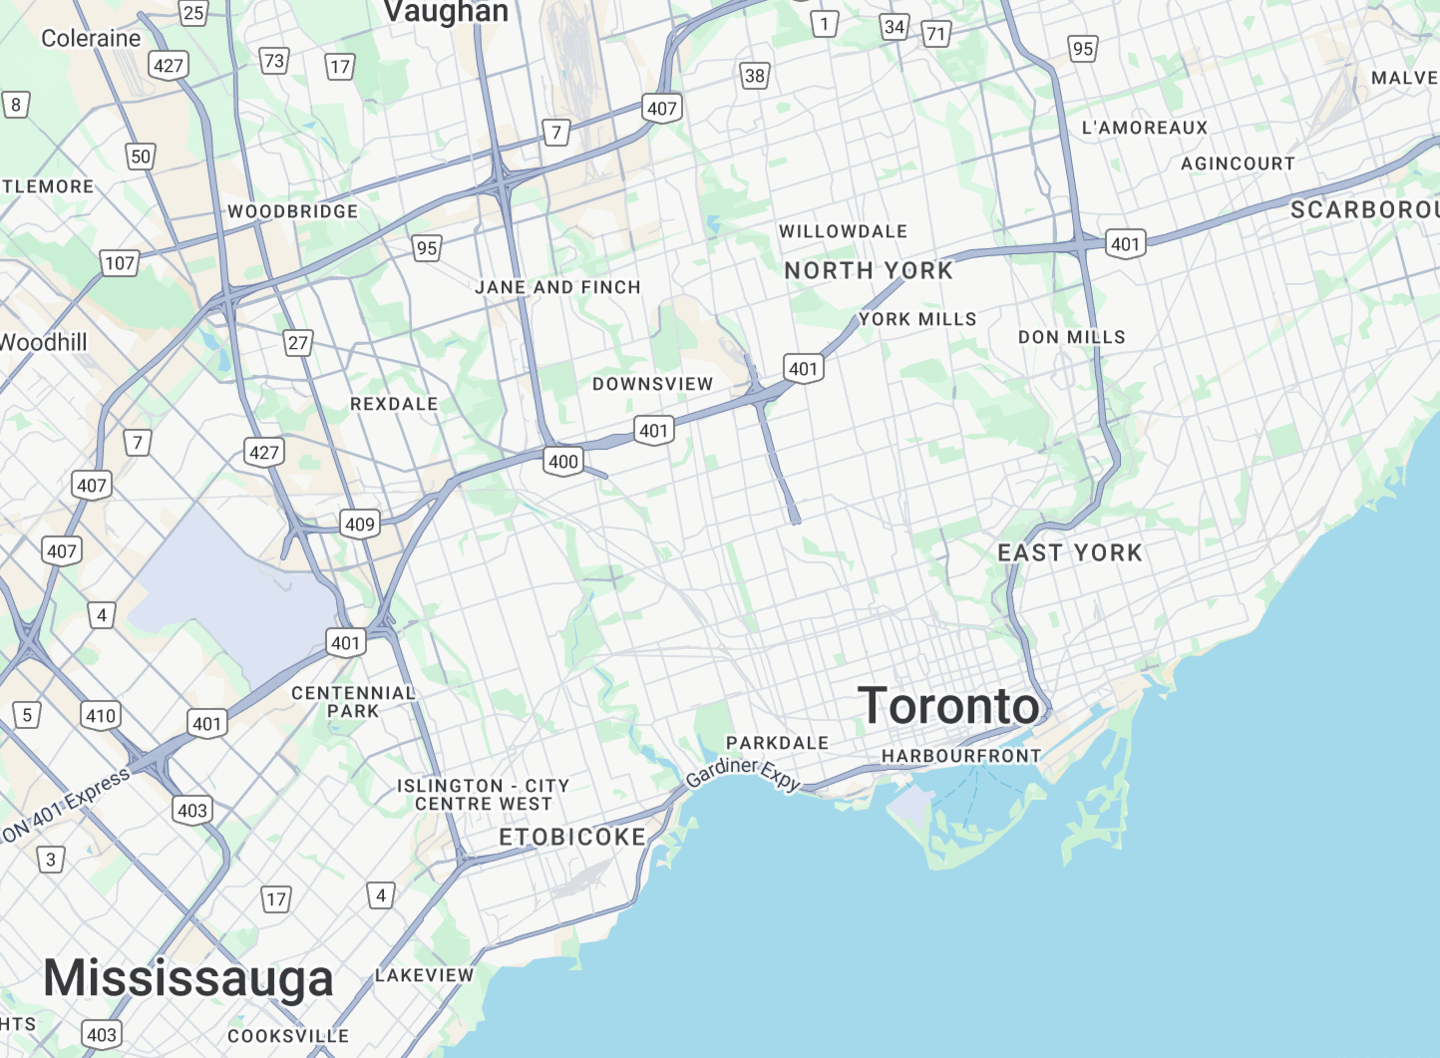 Vaughan
25
1
34
71
Coleraine
427
73
17
38
95
MALVE
8
407
7
L'AMOREAUX
50
AGINCOURT
TLEMORE
WOODBRIDGE
SCARBOROU
WILLOWDALE
95
401
107
NORTH YORK
JANE AND FINCH
YORK MILLS
Woodhill
27
DON MILLS
401
DOWNSVIEW
REXDALE
401
7
427
400
407
409
407
EAST YORK
4
401
CENTENNIAL
PARK
Toronto
5
410
401
PARKDALE
HARBOURFRONT
Gardiner Expy
ISLINGTON - CITY
CENTRE WEST
ON 401 Express
403
ETOBICOKE
3
17
4
Mississauga
LAKEVIEW
HTS
403
COOKSVILLE